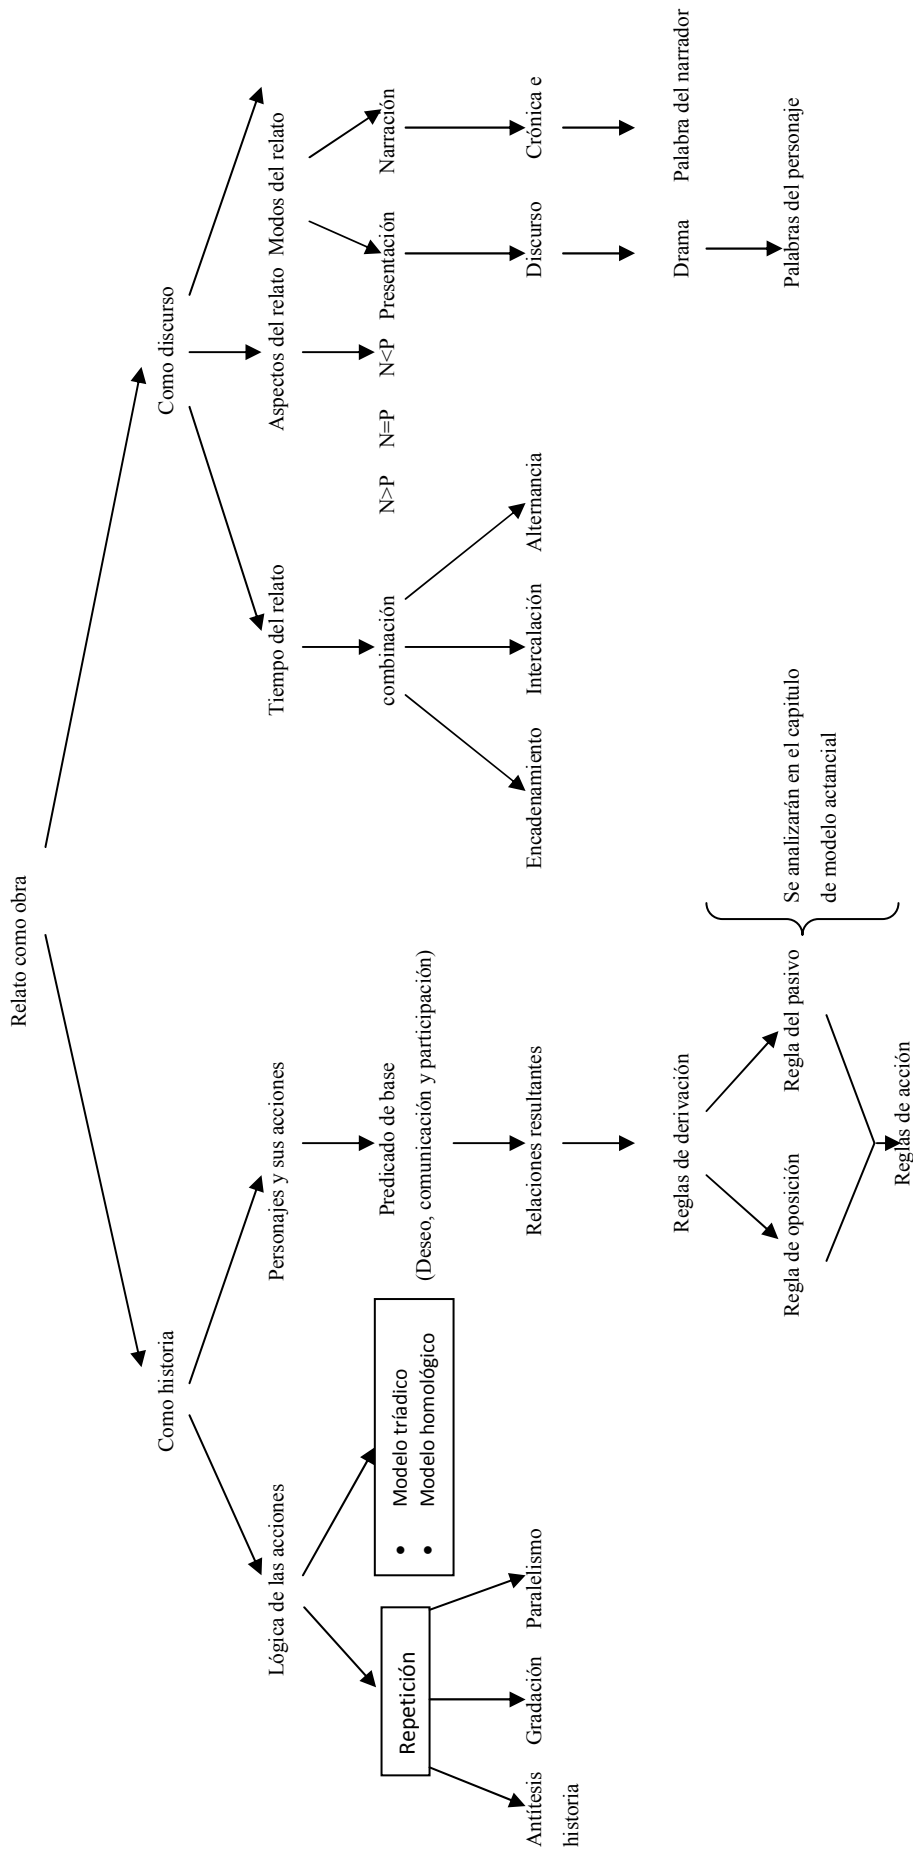 Relato como obra
Como historia
Como discurso
Lógica de las acciones
Personajes y sus acciones
Tiempo del relato
Aspectos del relato
Modos del relato
Repetición
• Modelo tríadico
• Modelo homológico
Predicado de base
(Deseo, comunicación y participación)
combinación
N>P N=P N<P
Presentación
Narración
Antítesis
historia
Gradación
Paralelismo
Relaciones resultantes
Encadenamiento
Intercalación
Alternancia
Discurso
Crónica e
Reglas de derivación
Drama
Palabra del narrador
Regla de oposición
Regla del pasivo
Se analizarán en el capitulo
de modelo actancial
Palabras del personaje
Reglas de acción